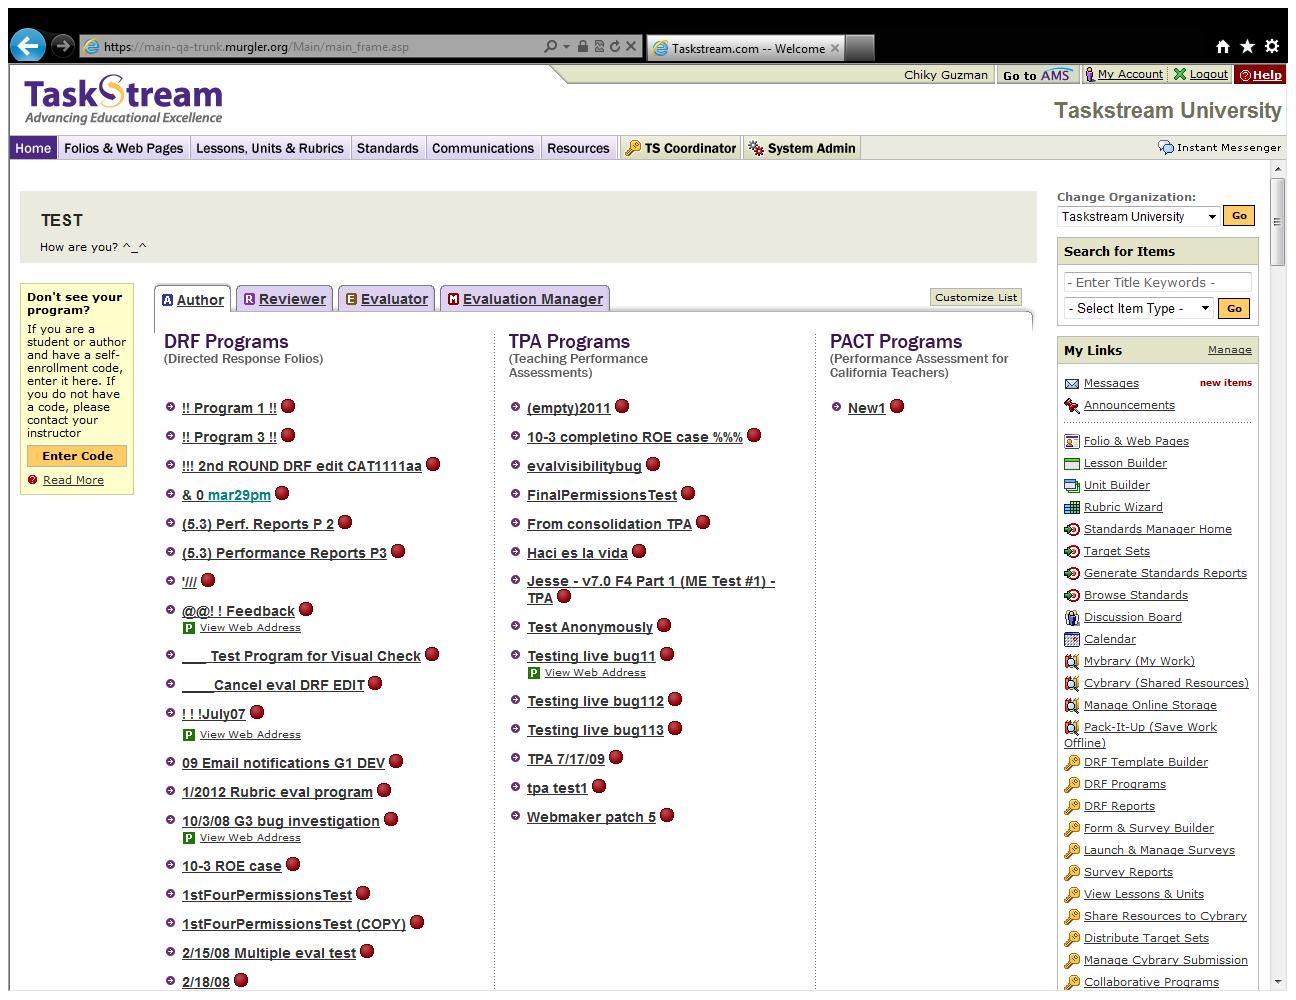 https://main-qa-trunk.murgler.org/Main/main_frame.asp
Taskstream.com -- Welcome
Chiky Guzman
Go to AMS
My Account
Logout
Help
TaskStream
Advancing Educational Excellence
Taskstream University
Home
Folios & Web Pages
Lessons, Units & Rubrics
Standards
Communications
Resources
TS Coordinator
System Admin
Instant Messenger
TEST
How are you? ^_^
Don't see your
program?
If you are a
student or author
and have a self-
enrollment code,
enter it here. If
you do not have
a code, please
contact your
instructor
Enter Code
Read More
A Author
R Reviewer
E Evaluator
M Evaluation Manager
Customize List
DRF Programs
(Directed Response Folios)
!! Program 1 !!
!! Program 3 !!
!!! 2nd ROUND DRF edit CAT1111aa
& 0 mar29pm
(5.3) Perf. Reports P 2
(5.3) Performance Reports P3
'///
@@! ! Feedback
P View Web Address
___ Test Program for Visual Check
____Cancel eval DRF EDIT
! ! !July07
P View Web Address
09 Email notifications G1 DEV
1/2012 Rubric eval program
10/3/08 G3 bug investigation
P View Web Address
10-3 ROE case
1stFourPermissionsTest
1stFourPermissionsTest (COPY)
2/15/08 Multiple eval test
2/18/08
TPA Programs
(Teaching Performance
Assessments)
(empty)2011
10-3 completino ROE case %%%
evalvisibilitybug
FinalPermissionsTest
From consolidation TPA
Haci es la vida
Jesse - v7.0 F4 Part 1 (ME Test #1) -
TPA
Test Anonymously
Testing live bug11
P View Web Address
Testing live bug112
Testing live bug113
TPA 7/17/09
tpa test1
Webmaker patch 5
PACT Programs
(Performance Assessment for
California Teachers)
New1
Change Organization:
Taskstream University
Go
Search for Items
- Enter Title Keywords -
- Select Item Type -
Go
My Links
Manage
Messages
new items
Announcements
Folio & Web Pages
Lesson Builder
Unit Builder
Rubric Wizard
Standards Manager Home
Target Sets
Generate Standards Reports
Browse Standards
Discussion Board
Calendar
Mybrary (My Work)
Cybrary (Shared Resources)
Manage Online Storage
Pack-It-Up (Save Work
Offline)
DRF Template Builder
DRF Programs
DRF Reports
Form & Survey Builder
Launch & Manage Surveys
Survey Reports
View Lessons & Units
Share Resources to Cybrary
Distribute Target Sets
Manage Cybrary Submission
Collaborative Programs